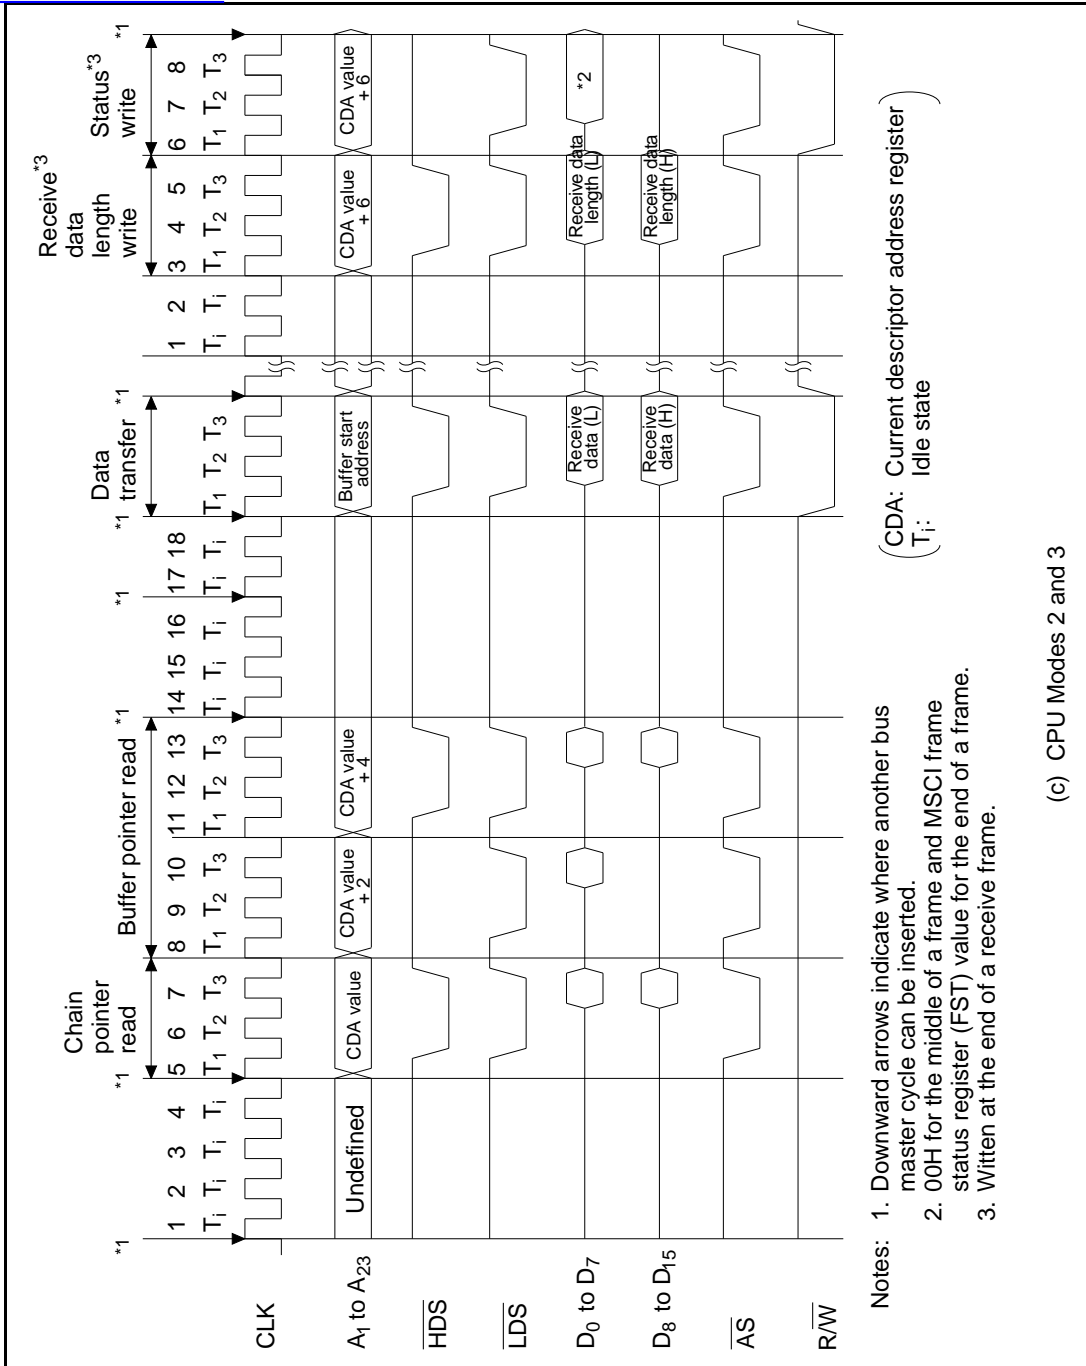 *1 *1 *1 *1 *1 *1 *1
Chain pointer read
Buffer pointer read
Data transfer
Receive*3 data length write
Status*3 write
1 2 3 4 5 6 7 8 9 10 11 12 13 14 15 16 17 18 1 2 3 4 5 6 7 8
Ti Ti Ti Ti T1 T2 T3 T1 T2 T3 T1 T2 T3 Ti Ti Ti Ti Ti T1 T2 T3 Ti Ti T1 T2 T3 T1 T2 T3
CLK
A1 to A23
Undefined
CDA value
CDA value + 2
CDA value + 4
Buffer start address
CDA value + 6
CDA value + 6
HDS
LDS
D0 to D7
Receive data (L)
Receive data length (L)
*2
D8 to D15
Receive data (H)
Receive data length (H)
AS
R/W
Notes: 1. Downward arrows indicate where another bus
master cycle can be inserted.
2. 00H for the middle of a frame and MSCI frame
status register (FST) value for the end of a frame.
3. Witten at the end of a receive frame.
CDA: Current descriptor address register
Ti: Idle state
(c) CPU Modes 2 and 3